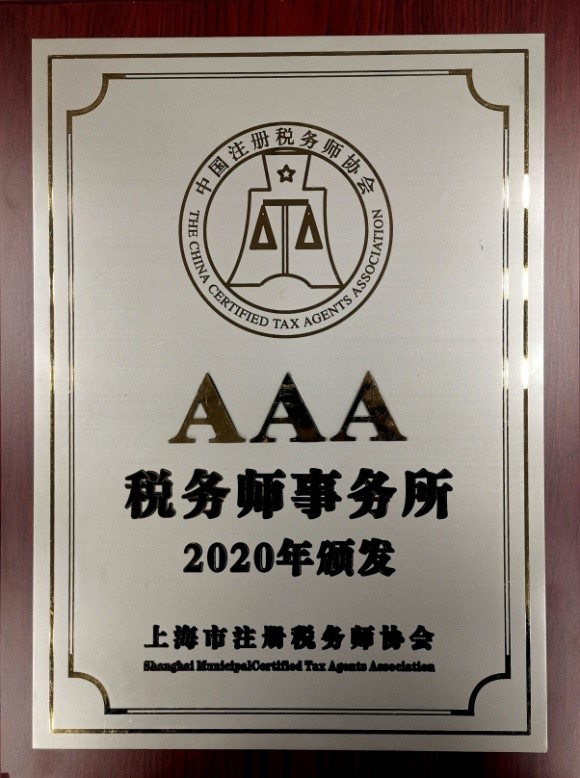 中国注册税务师协会
THE CHINA CERTIFIED TAX AGENTS ASSOCIATION
AAA
税务师事务所
2020年颁发
上海市注册税务师协会
Shanghai MunicipalCertified Tax Agents Association